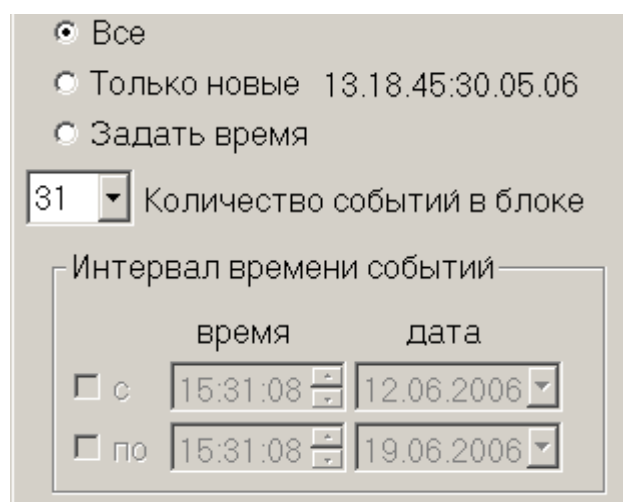 Все
Только новые 13.18.45:30.05.06
Задать время
31 Количество событий в блоке
Интервал времени событий
время дата
с 15:31:08 12.06.2006
по 15:31:08 19.06.2006